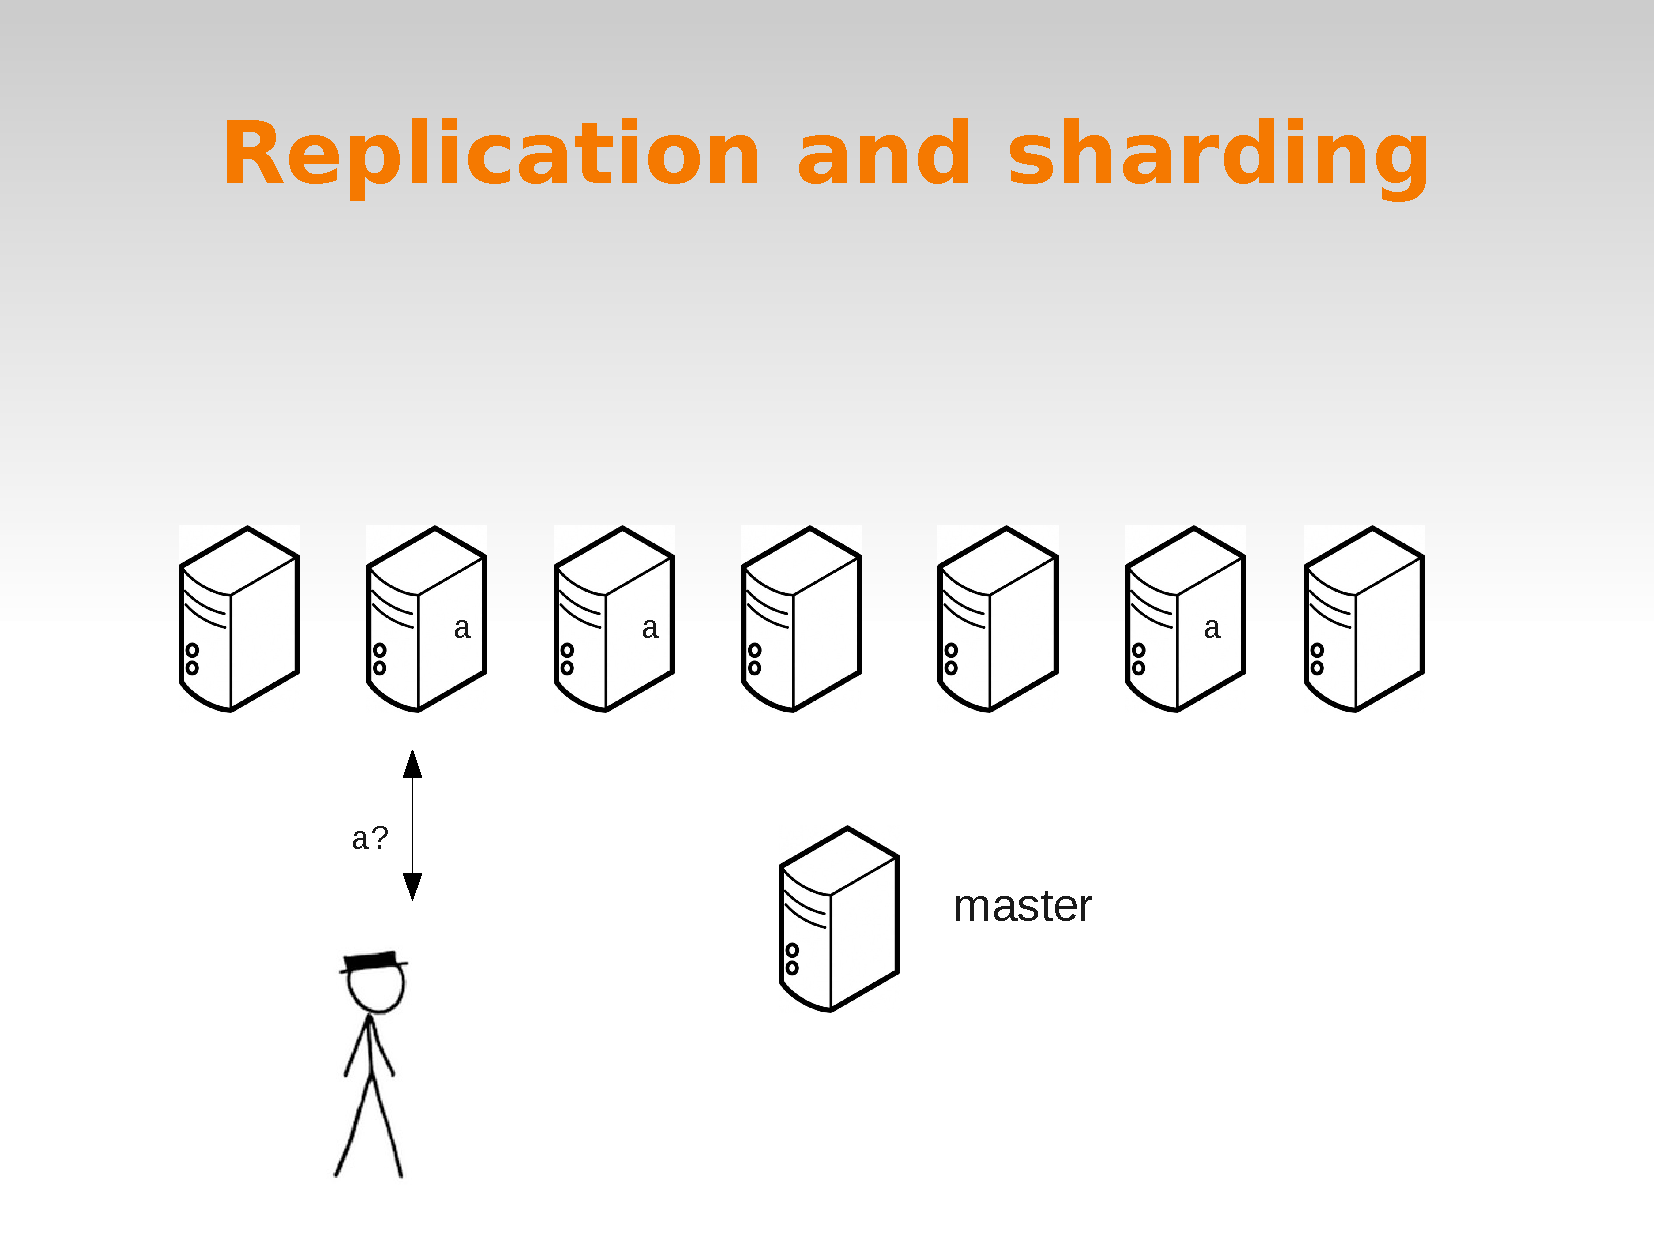 Replication and sharding
a
a
a
a?
master